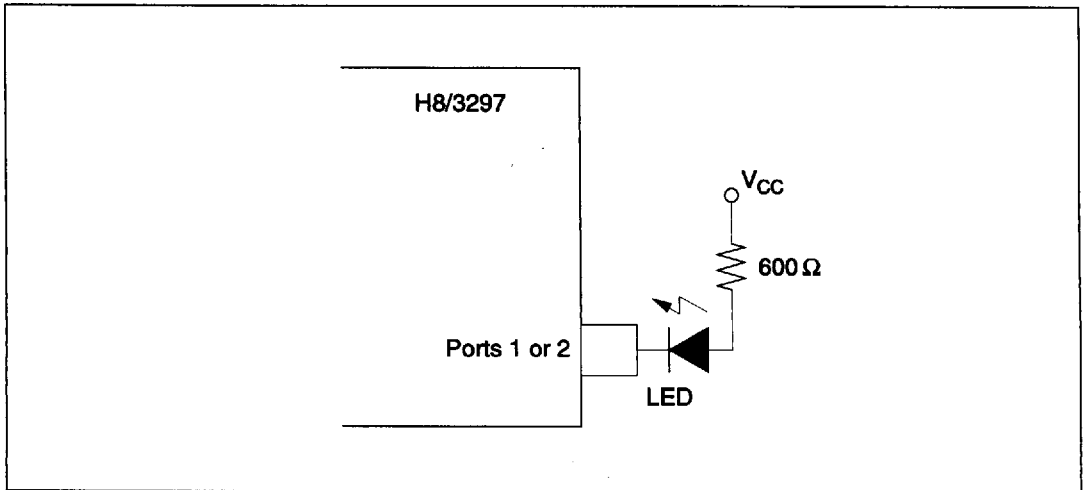 H8/3297
VCC
600 Ω
Ports 1 or 2
LED